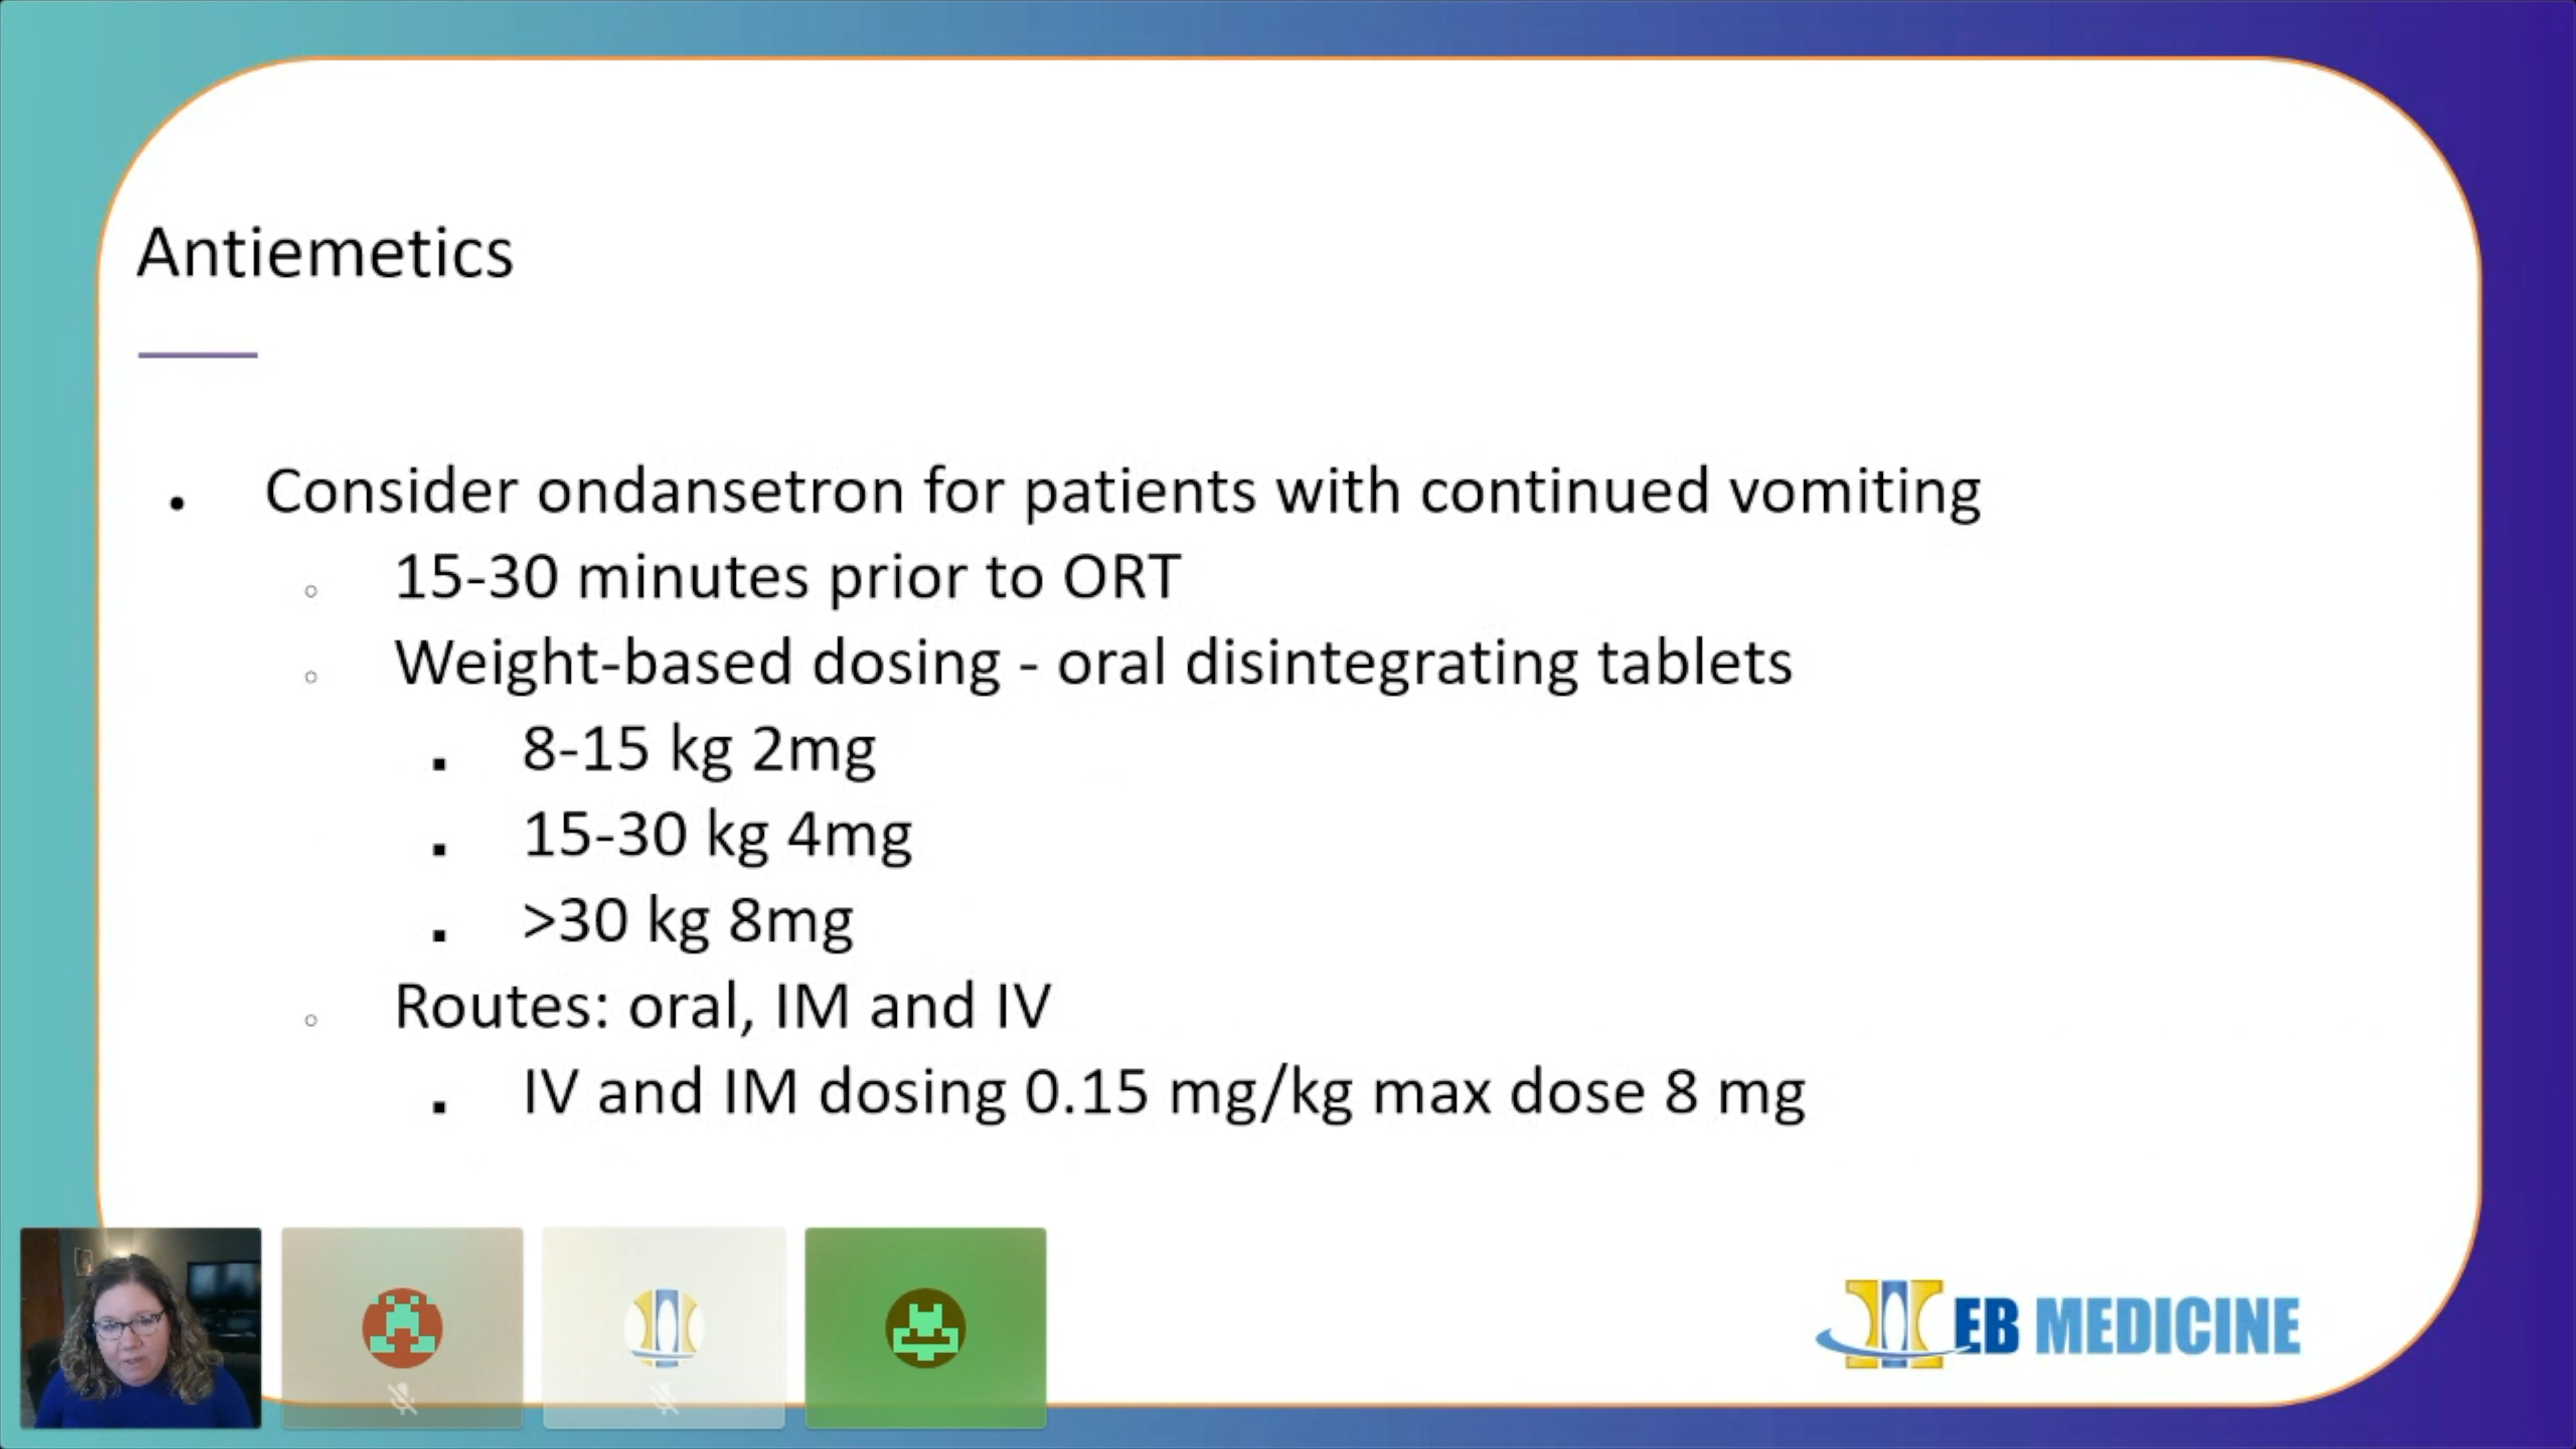 Antiemetics
Consider ondansetron for patients with continued vomiting
15-30 minutes prior to ORT
Weight-based dosing - oral disintegrating tablets
8-15 kg 2mg
15-30 kg 4mg
>30 kg 8mg
Routes: oral, IM and IV
IV and IM dosing 0.15 mg/kg max dose 8 mg
EB MEDICINE